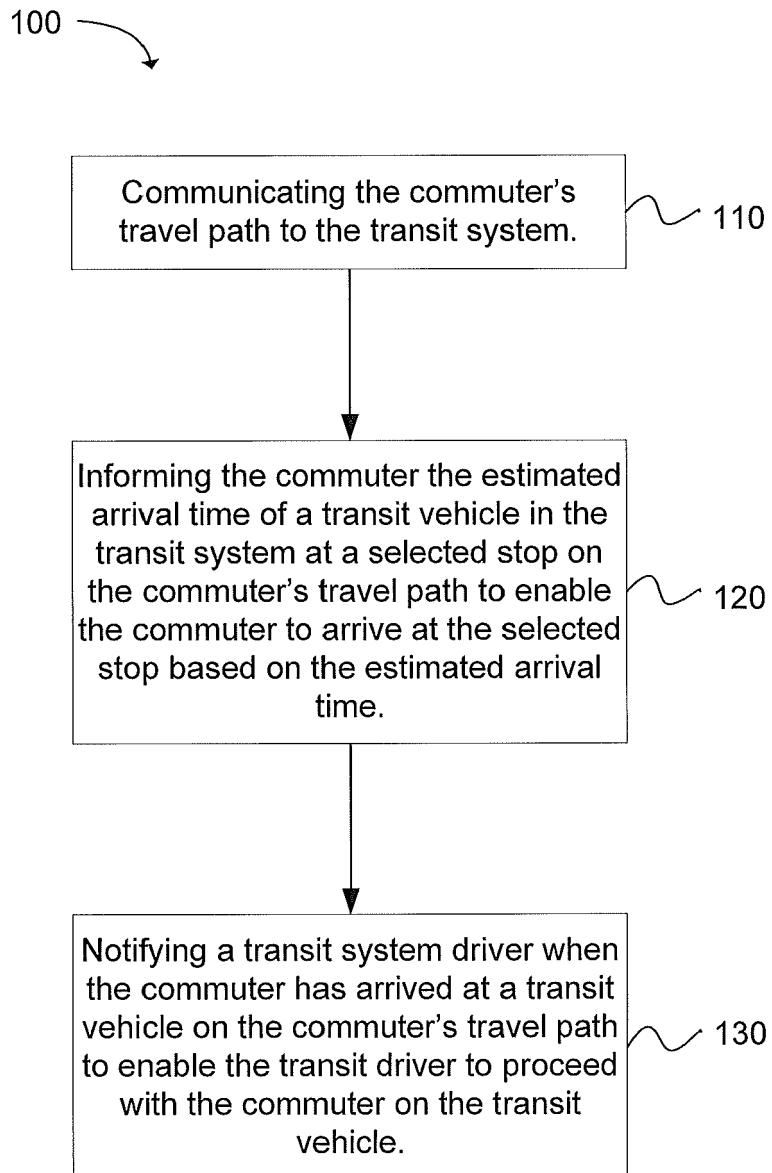 100
Communicating the commuter's
travel path to the transit system.
110
Informing the commuter the estimated
arrival time of a transit vehicle in the
transit system at a selected stop on
the commuter's travel path to enable
the commuter to arrive at the selected
stop based on the estimated arrival
time.
120
Notifying a transit system driver when
the commuter has arrived at a transit
vehicle on the commuter's travel path
to enable the transit driver to proceed
with the commuter on the transit
vehicle.
130